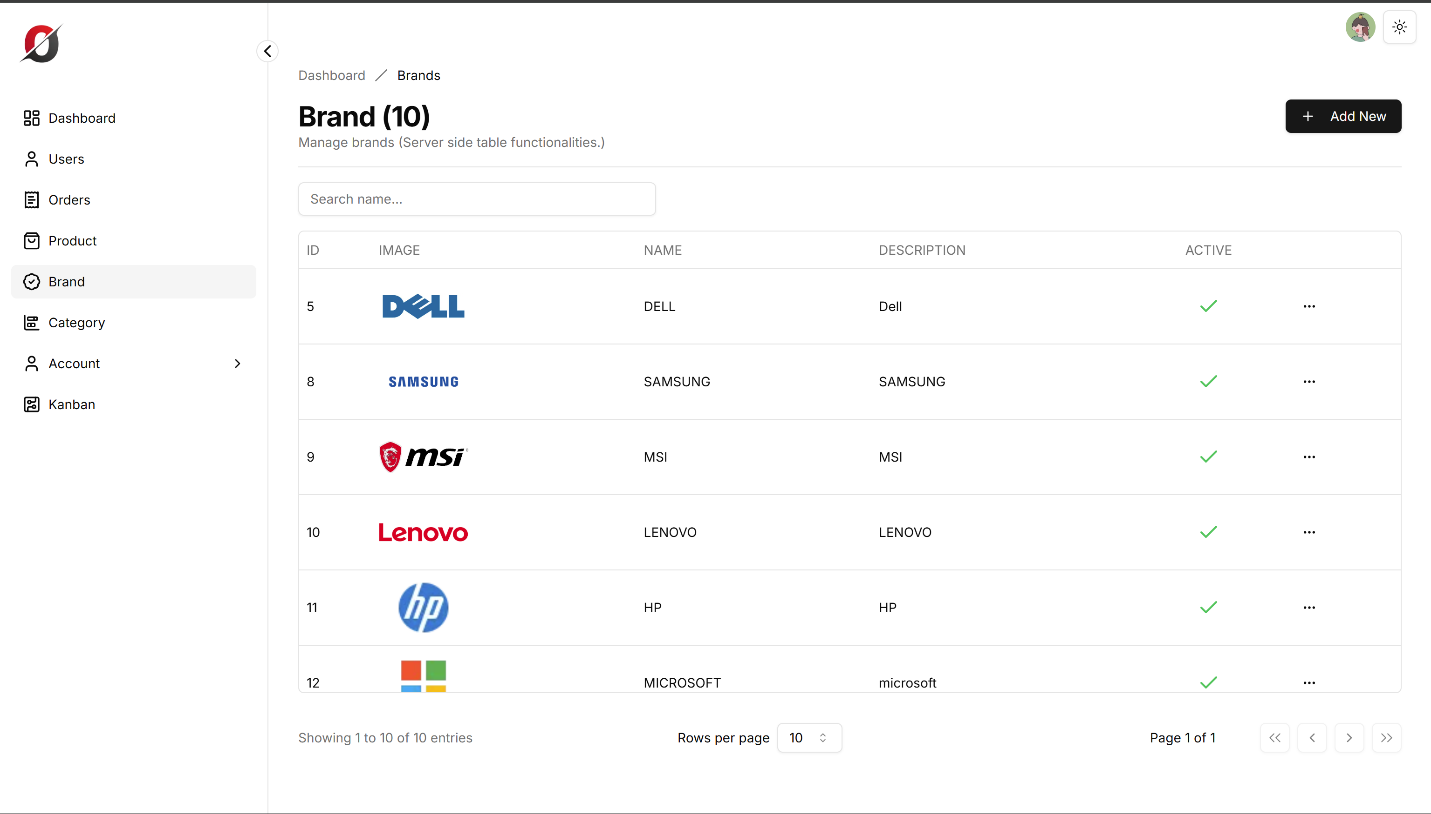 Dashboard / Brands
Brand (10)
Add New
Manage brands (Server side table functionalities.)
Dashboard
Users
Orders
Product
Brand
Category
Account
Kanban
Search name...
ID IMAGE NAME DESCRIPTION ACTIVE
5 DELL DELL Dell
8 SAMSUNG SAMSUNG SAMSUNG
9 msi MSI MSI
10 Lenovo LENOVO LENOVO
11 hp HP HP
12 MICROSOFT microsoft
Showing 1 to 10 of 10 entries Rows per page 10 Page 1 of 1